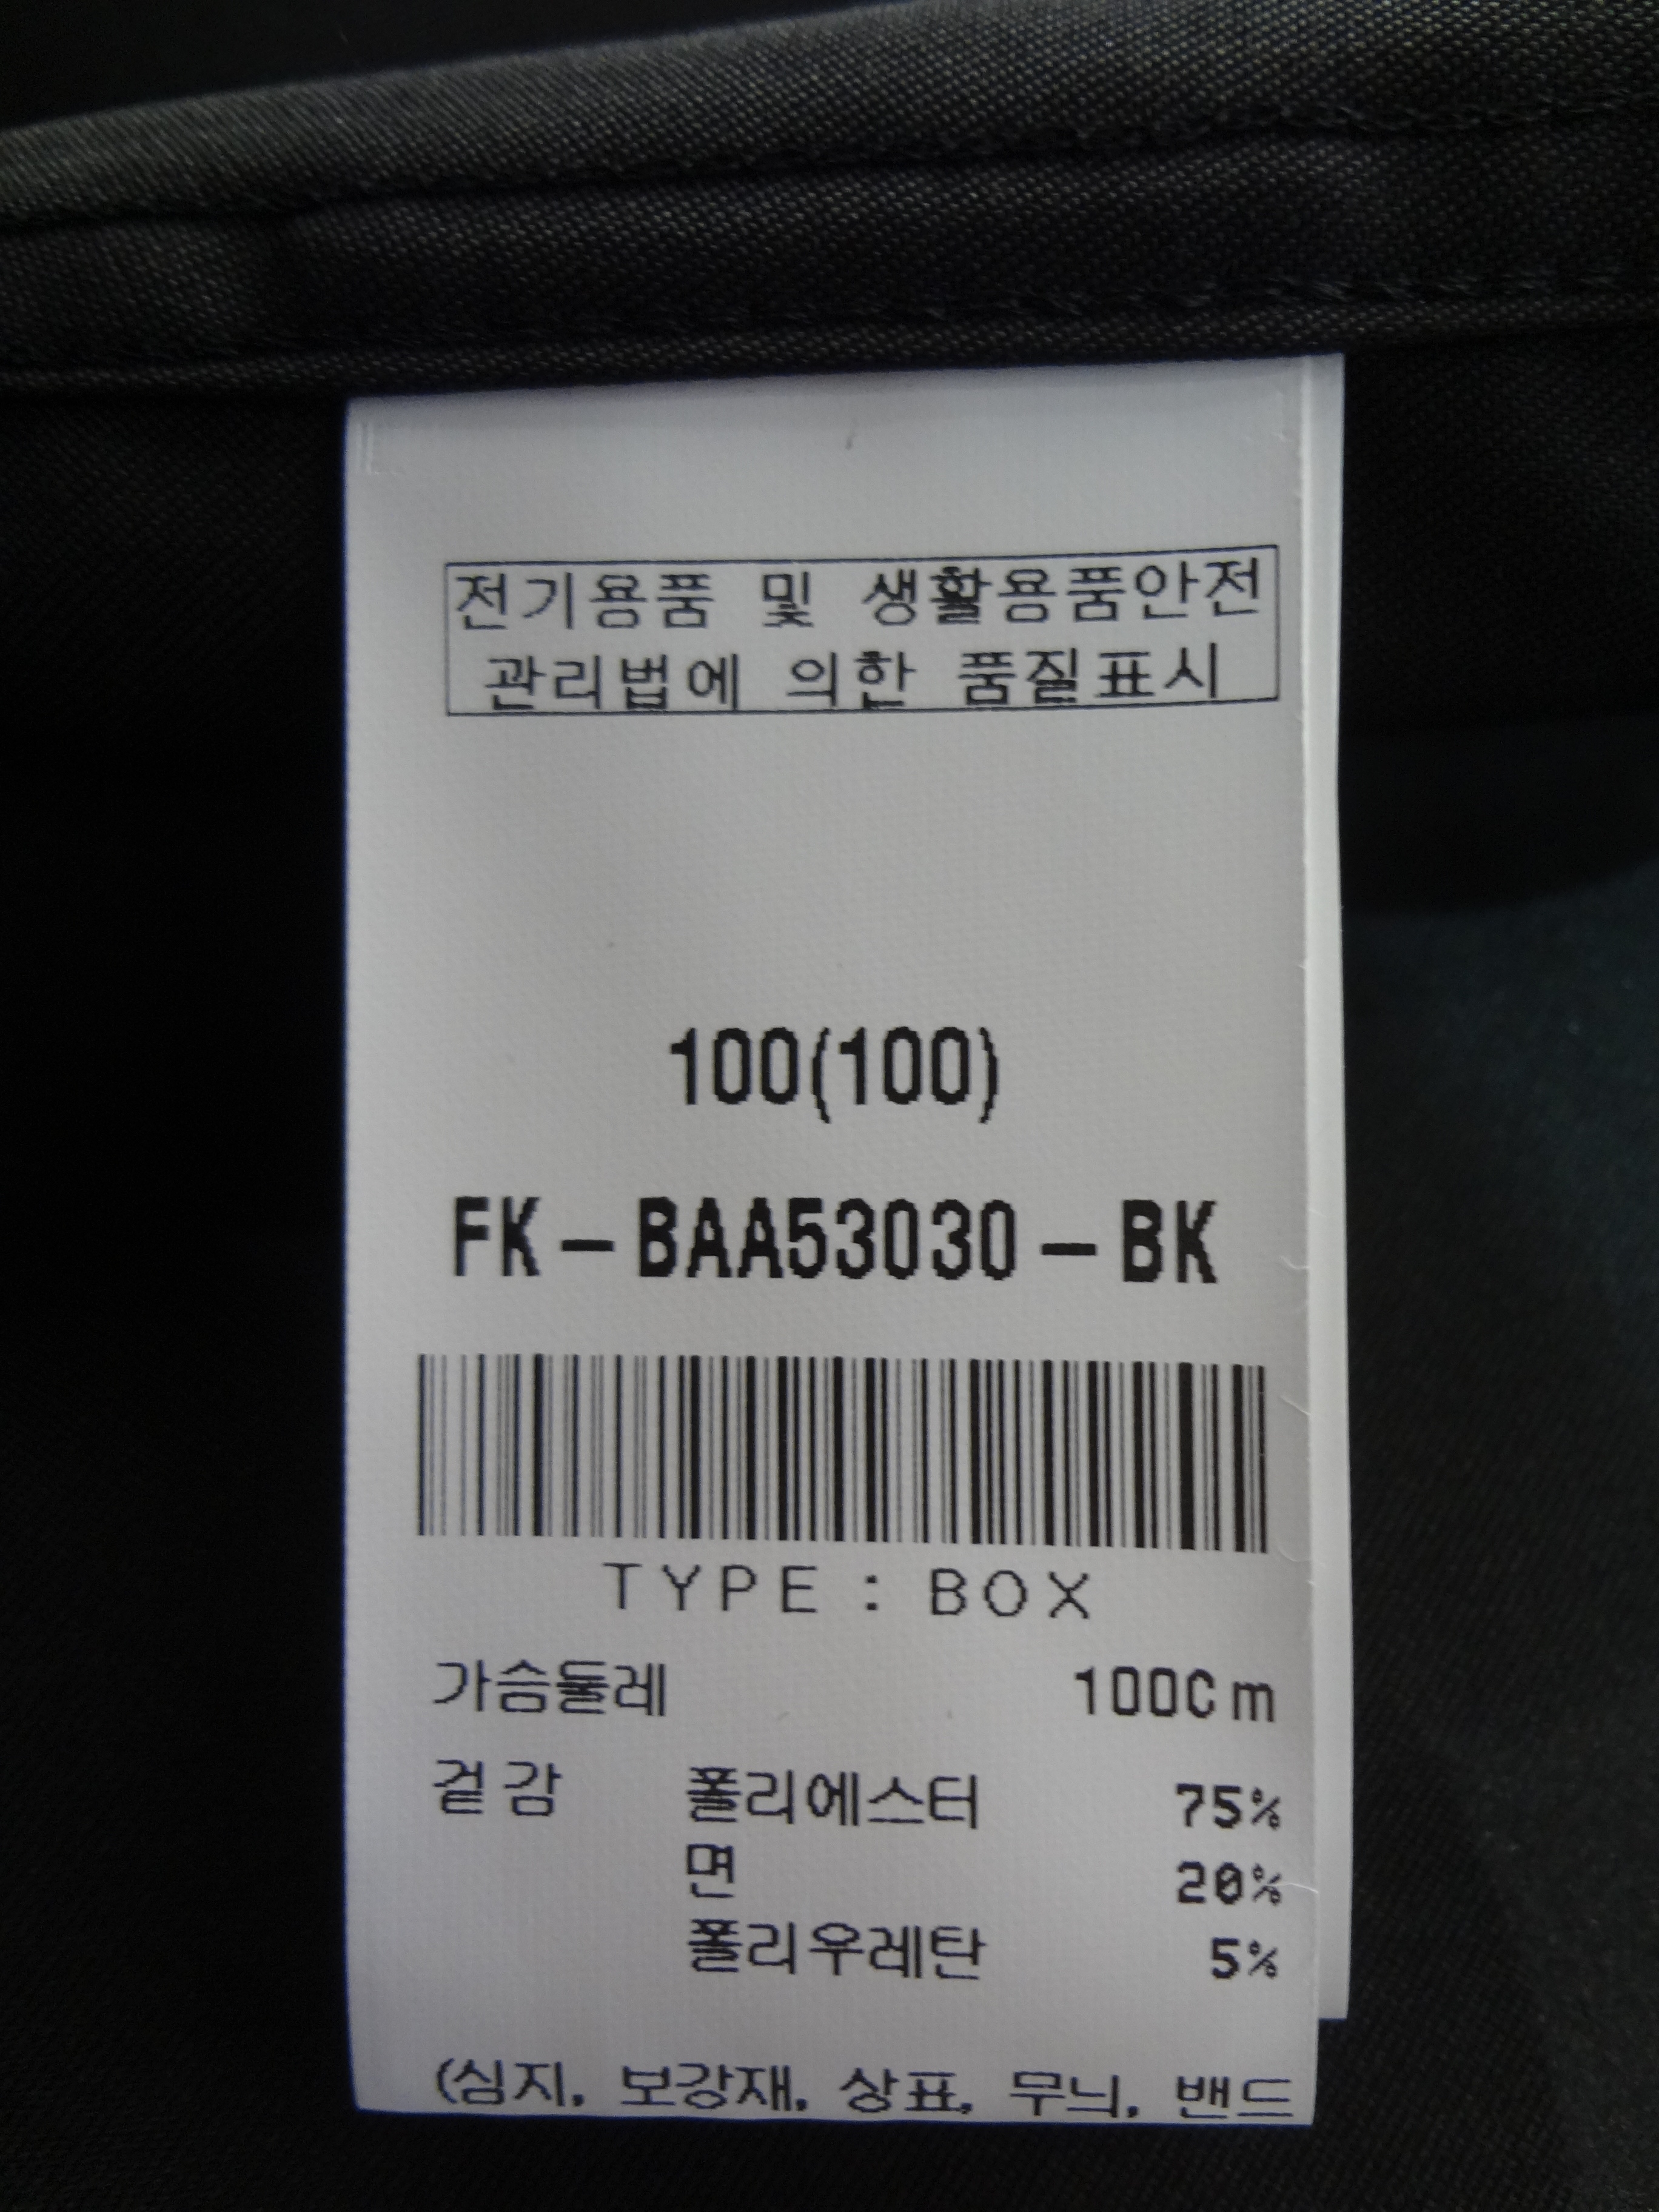 전기용품 및 생활용품안전
관리법에 의한 품질표시
100(100)
FK-BAA53030-BK
TYPE : BOX
가슴둘레 100Cm
겉감 폴리에스터 75%
면 20%
폴리우레탄 5%
(심지, 보강재, 상표, 무늬, 밴드